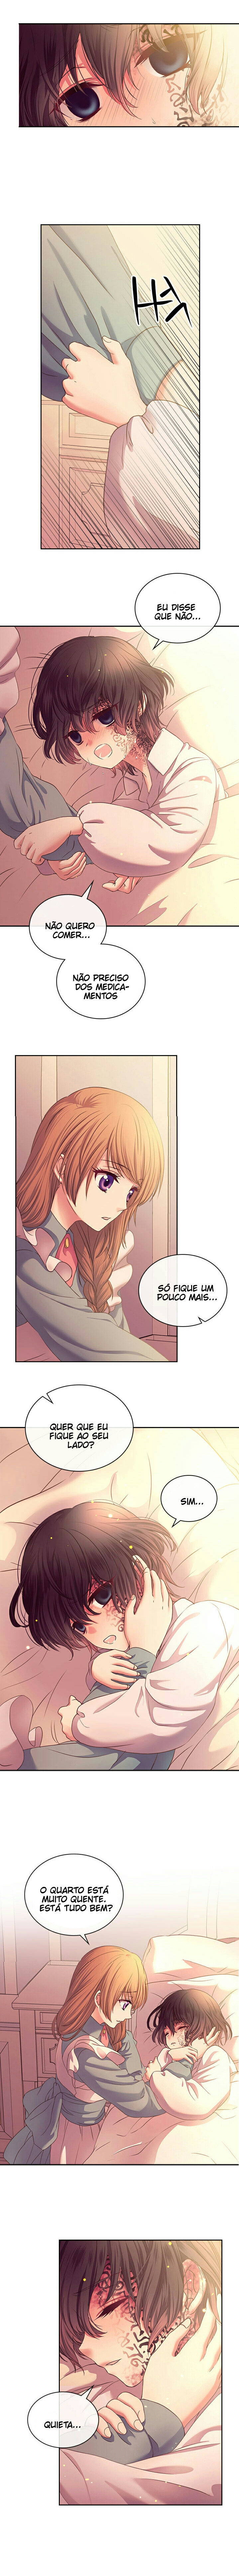 EU DISSE
QUE NÃO...
NÃO QUERO
COMER...
NÃO PRECISO
DOS MEDICA-
MENTOS
SÓ FIQUE UM
POUCO MAIS...
QUER QUE EU
FIQUE AO SEU
LADO?
SIM...
O QUARTO ESTÁ
MUITO QUENTE.
ESTÁ TUDO BEM?
QUIETA...